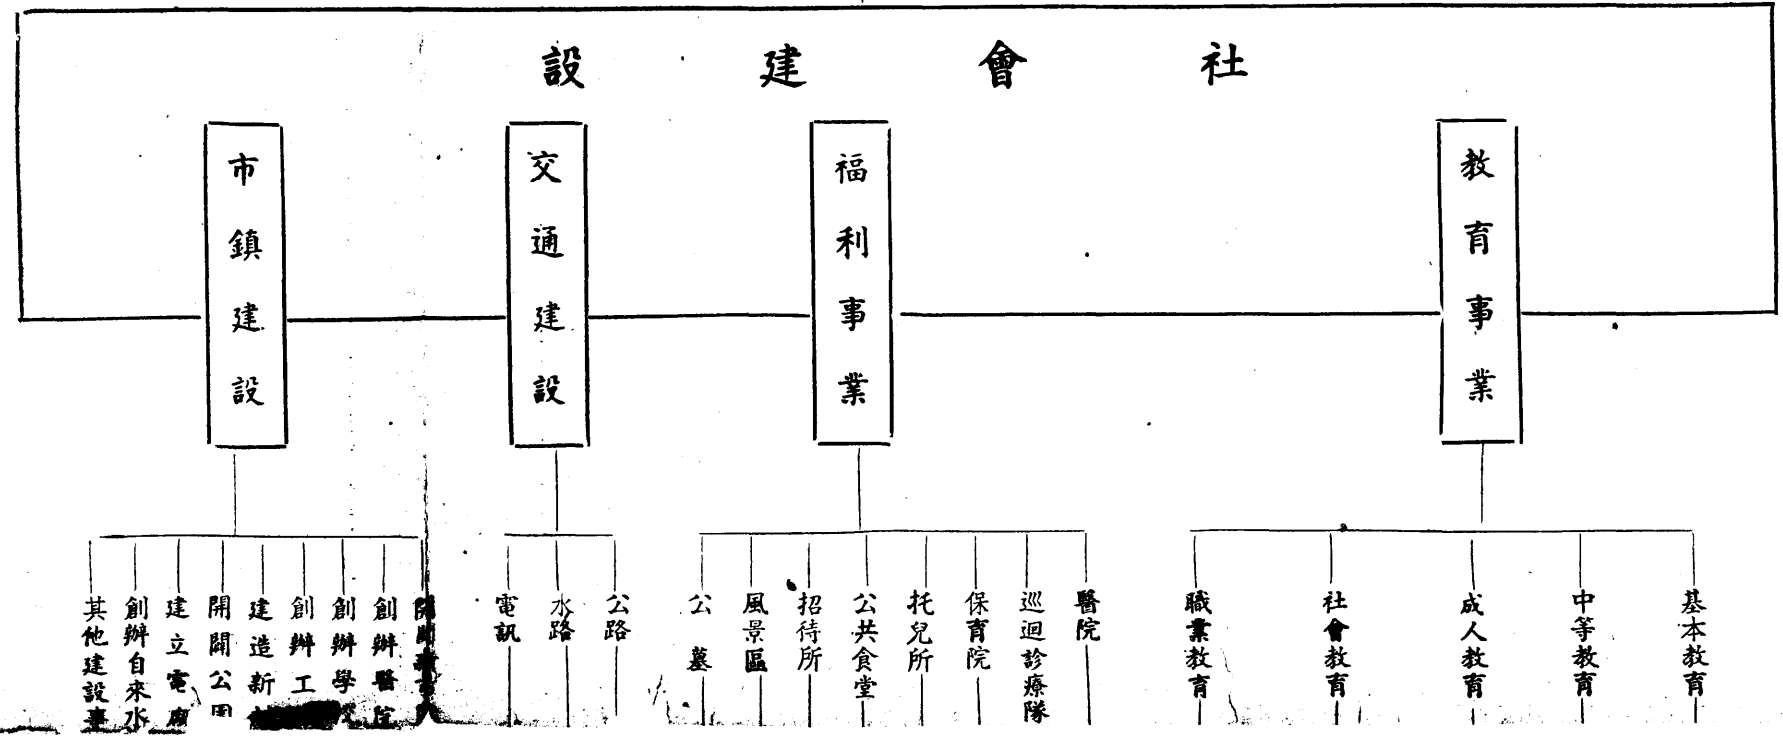 社會建設
教育事業
基本教育
中等教育
成人教育
社會教育
職業教育
福利事業
醫院
巡迴診療隊
保育院
托兒所
公共食堂
招待所
風景區
公墓
交通建設
公路
水路
電訊
市鎮建設
創辦醫院
創辦學
創辦工
建造新
開闢公園
建立電廠
創辦自來水
其他建設事